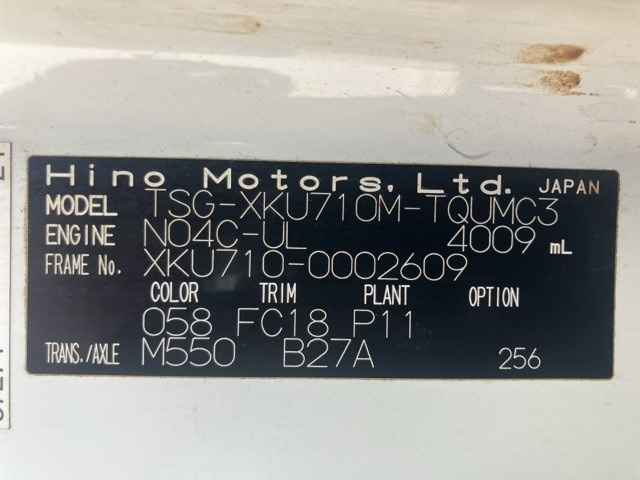 Hino Motors, Ltd. JAPAN
MODEL TSG-XKU710M-TQUMC3
ENGINE N04C-UL 4009 mL
FRAME No. XKU710-0002609
COLOR TRIM PLANT OPTION
058 FC18 P11
TRANS./AXLE M550 B27A 256